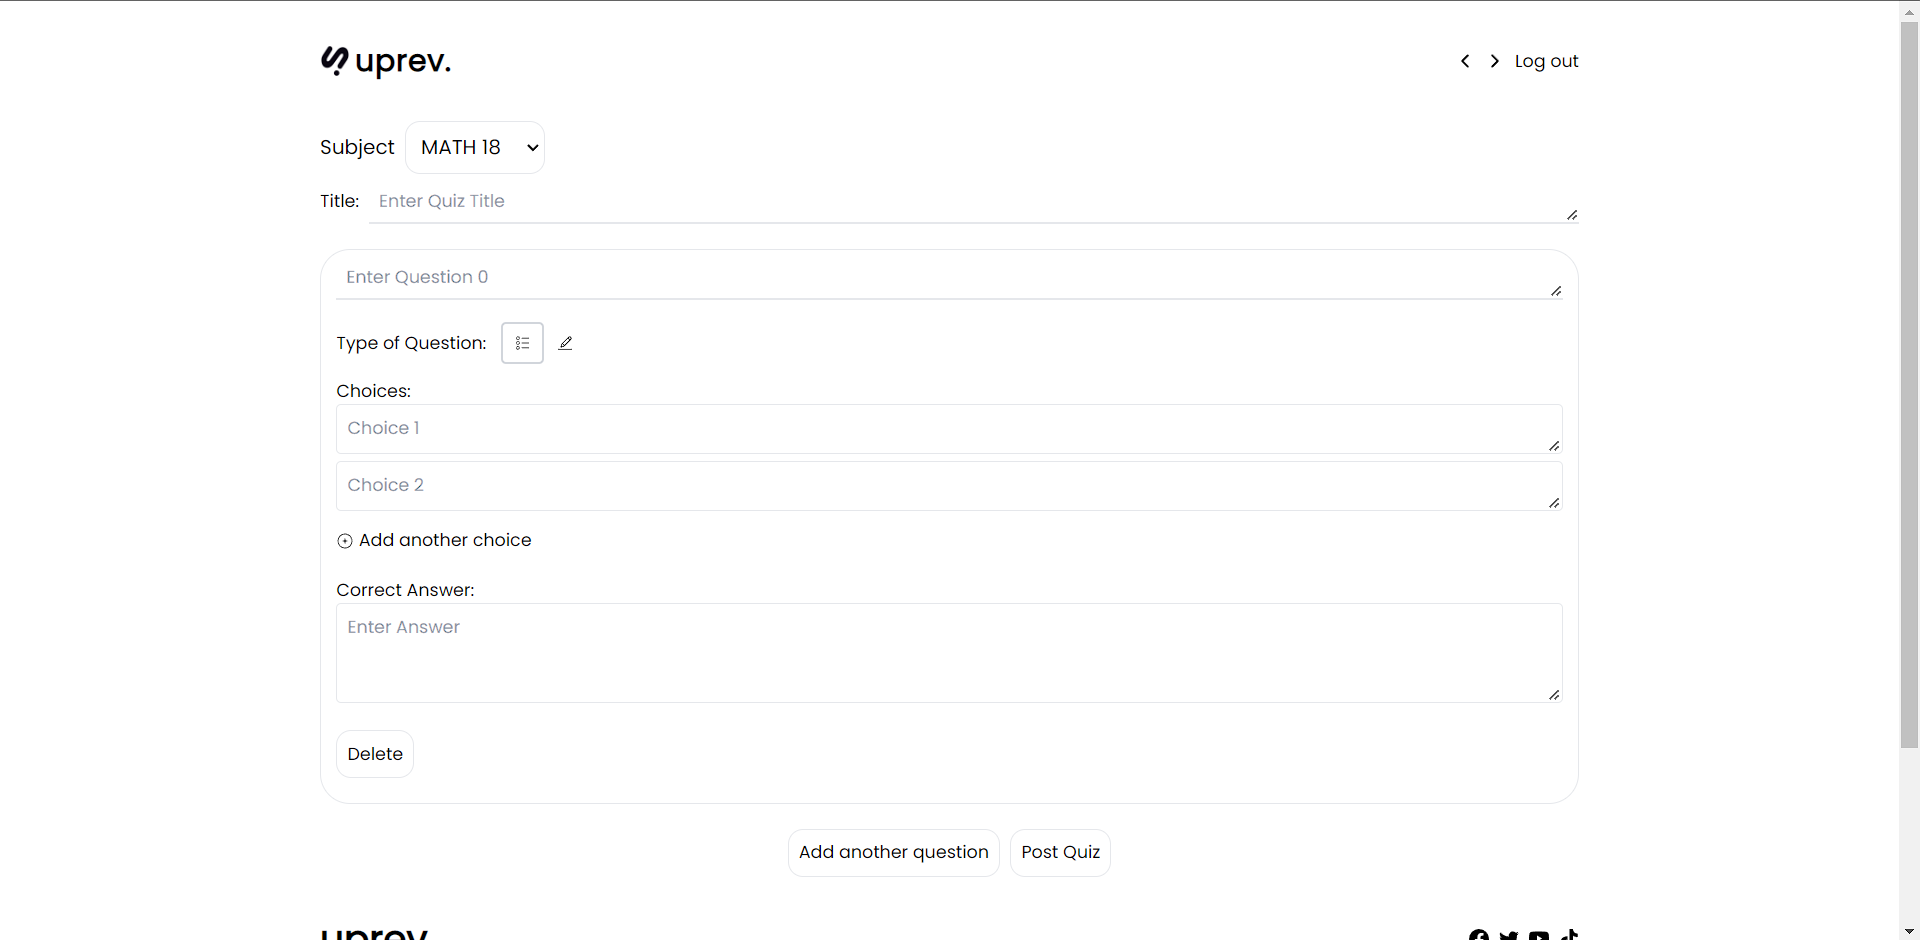 uprev.
Log out
Subject MATH 18
Title: Enter Quiz Title
Enter Question 0
Type of Question:
Choices:
Choice 1
Choice 2
Add another choice
Correct Answer:
Enter Answer
Delete
Add another question Post Quiz
uprev